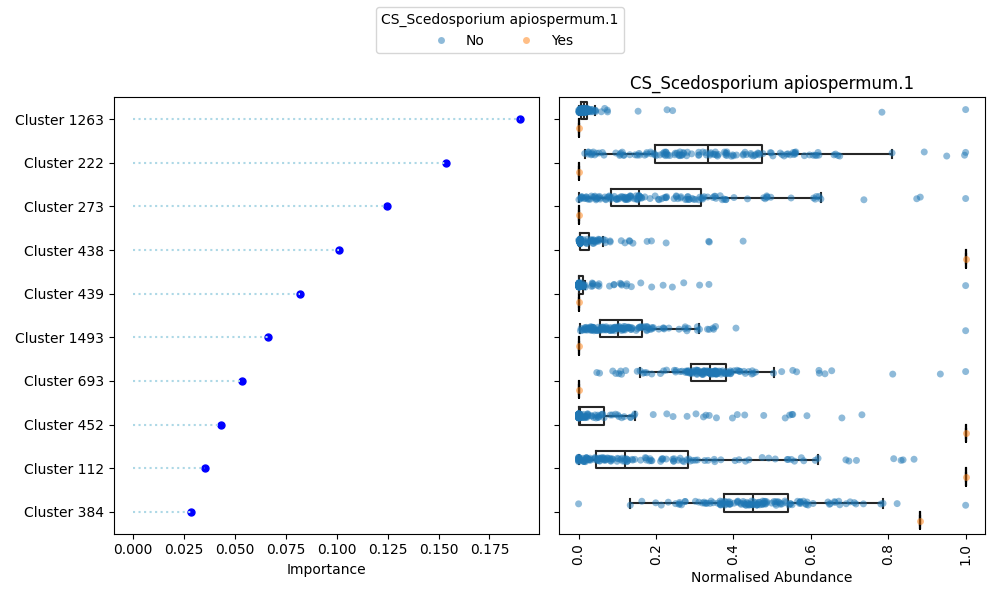 CS_Scedosporium apiospermum.1
No Yes
CS_Scedosporium apiospermum.1
Cluster 1263
Cluster 222
Cluster 273
Cluster 438
Cluster 439
Cluster 1493
Cluster 693
Cluster 452
Cluster 112
Cluster 384
0.000 0.025 0.050 0.075 0.100 0.125 0.150 0.175
Importance
0.0 0.2 0.4 0.6 0.8 1.0
Normalised Abundance